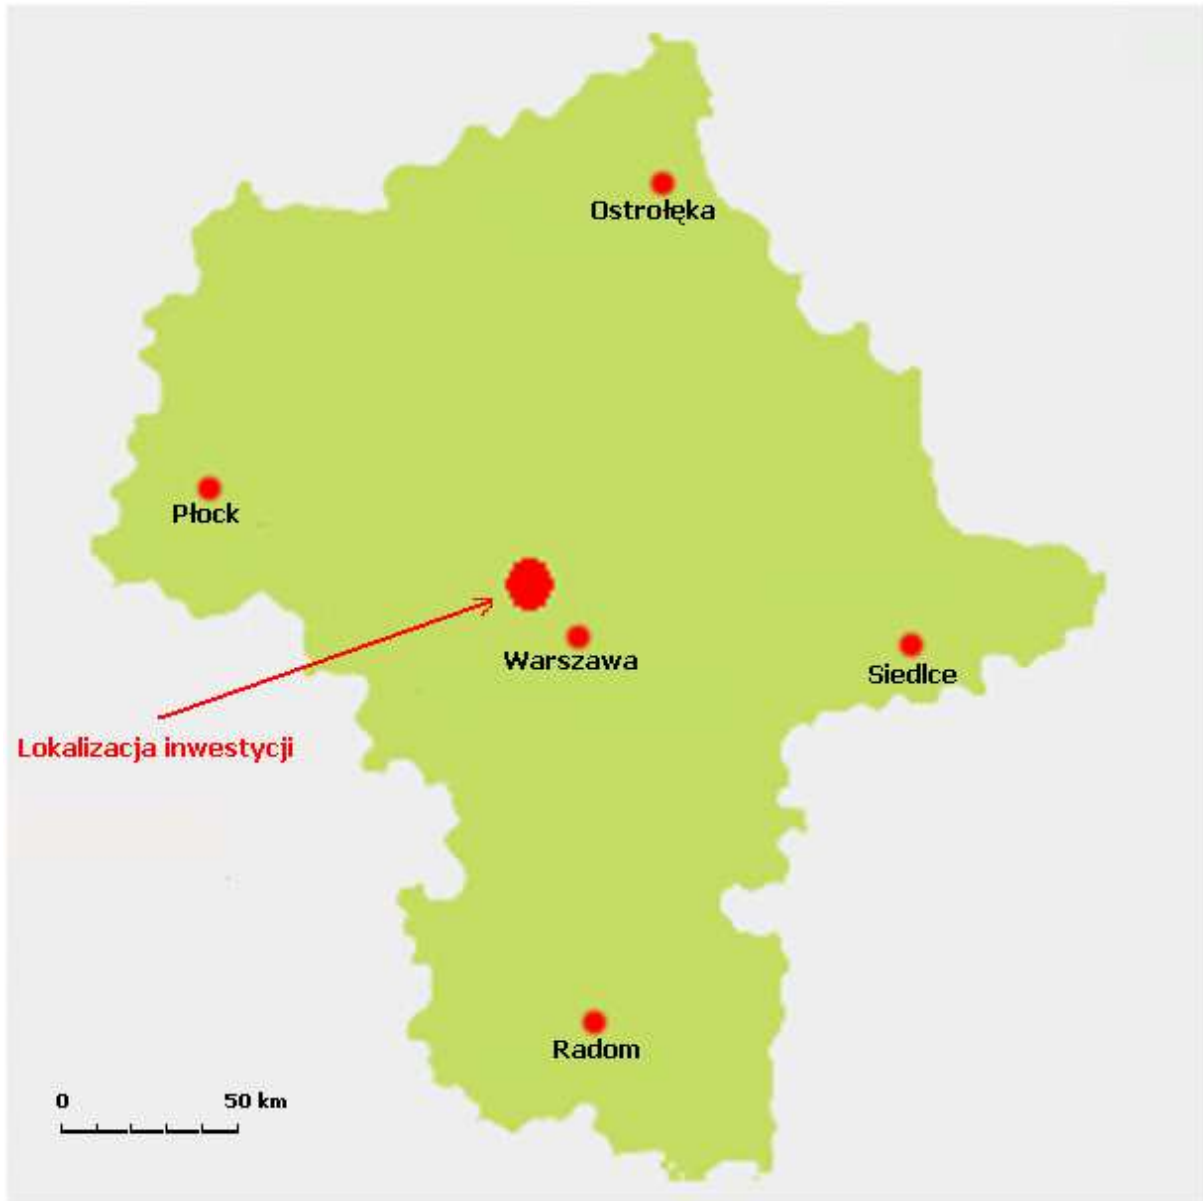 Ostrołęka
Płock
Warszawa
Siedlce
Lokalizacja inwestycji
Radom
0 50 km